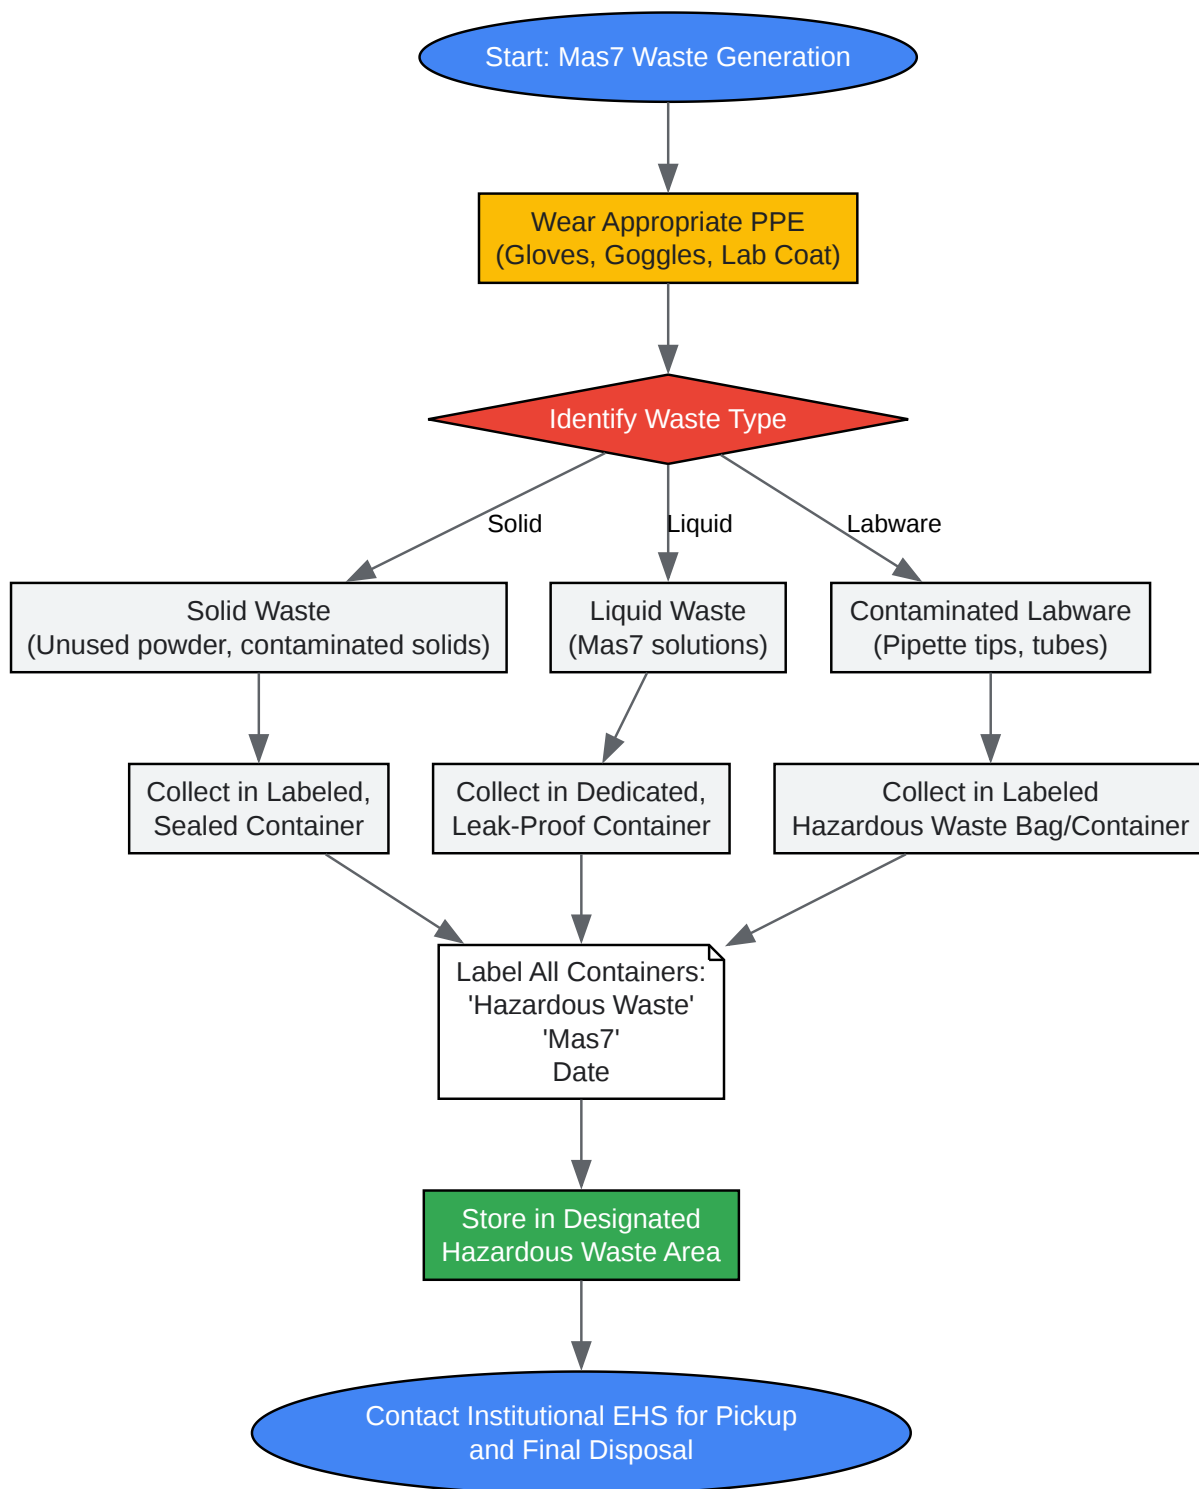 Start: Mas7 Waste Generation
Wear Appropriate PPE
(Gloves, Goggles, Lab Coat)
Identify Waste Type
Solid
Liquid
Labware
Solid Waste
(Unused powder, contaminated solids)
Liquid Waste
(Mas7 solutions)
Contaminated Labware
(Pipette tips, tubes)
Collect in Labeled,
Sealed Container
Collect in Dedicated,
Leak-Proof Container
Collect in Labeled
Hazardous Waste Bag/Container
Label All Containers:
'Hazardous Waste'
'Mas7'
Date
Store in Designated
Hazardous Waste Area
Contact Institutional EHS for Pickup
and Final Disposal